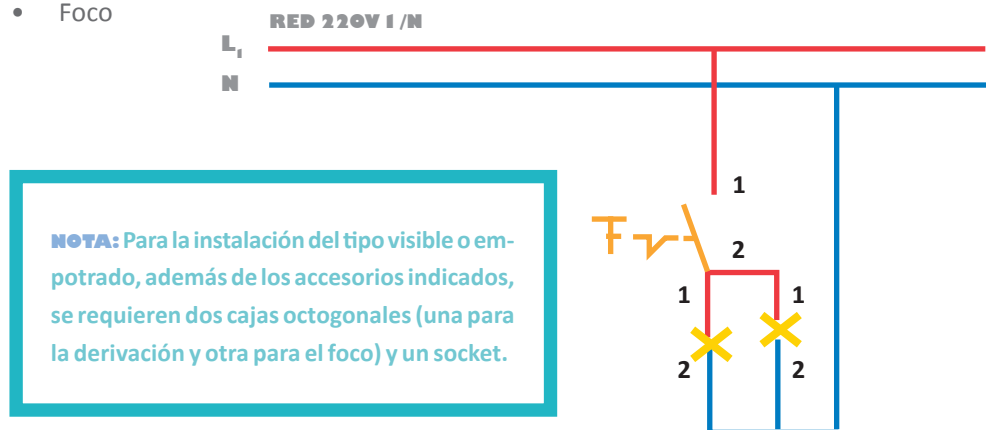 • Foco
RED 220V 1 /N
L1
N
NOTA: Para la instalación del tipo visible o em-
potrado, además de los accesorios indicados,
se requieren dos cajas octogonales (una para
la derivación y otra para el foco) y un socket.
1
2
1 1
2 2